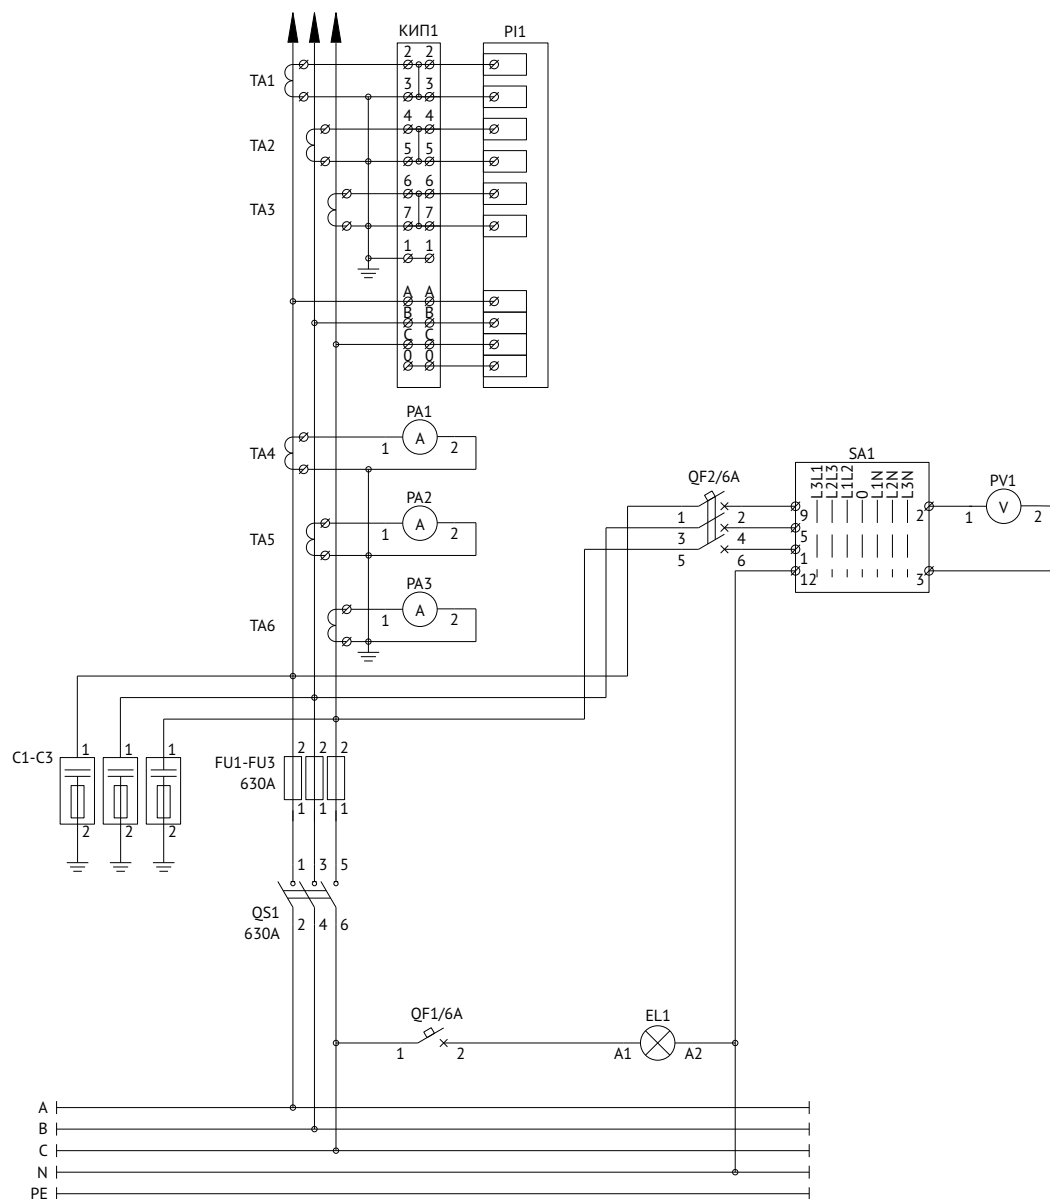 КИП1
PI1
2 2
TA1
3 3
4 4
TA2
5 5
6 6
TA3
7 7
1 1
A A
B B
C C
0 0
PA1
A
1 2
TA4
PA2
A
1 2
TA5
PA3
A
1 2
TA6
QF2/6A
1 2
3 4
5 6
SA1
L3L1
L2L3
L1L2
0
L1N
L2N
L3N
9 2
5
1
12 3
PV1
V
1 2
C1-C3
1 1 1
2 2 2
FU1-FU3
630A
2 2 2
1 1 1
1 3 5
QS1
630A
2 4 6
QF1/6A
1 2
EL1
A1 A2
A
B
C
N
PE